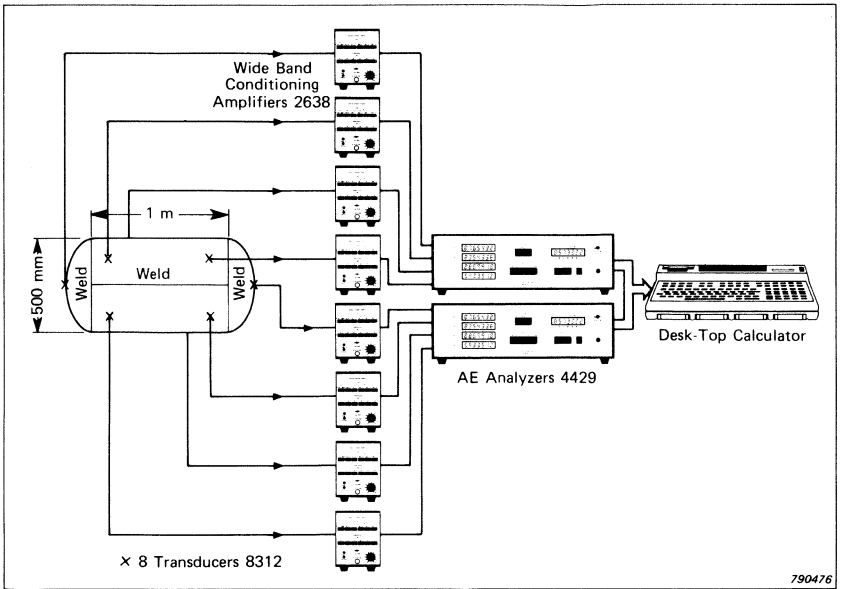 Wide Band
Conditioning
Amplifiers 2638
1 m
500 mm
Weld
Weld
Weld
AE Analyzers 4429
Desk-Top Calculator
× 8 Transducers 8312
790476